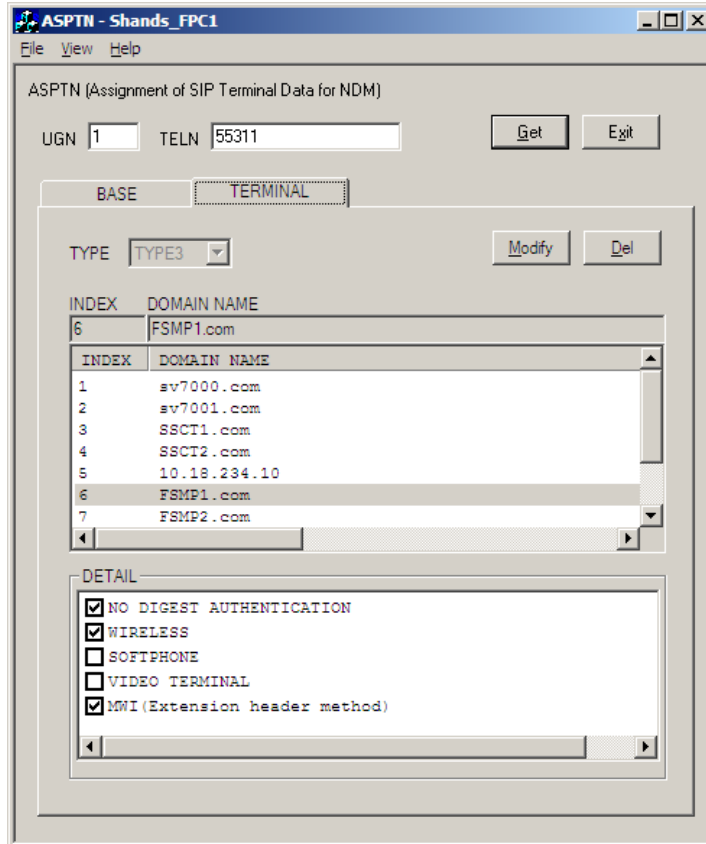 ASPTN - Shands_FPC1
File View Help
ASPTN (Assignment of SIP Terminal Data for NDM)
UGN 1 TELN 55311 Get Exit
BASE TERMINAL
TYPE TYPE3 Modify Del
INDEX DOMAIN NAME
6 FSMP1.com
INDEX DOMAIN NAME
1 sv7000.com
2 sv7001.com
3 SSCT1.com
4 SSCT2.com
5 10.18.234.10
6 FSMP1.com
7 FSMP2.com
DETAIL
NO DIGEST AUTHENTICATION
WIRELESS
SOFTPHONE
VIDEO TERMINAL
MWI(Extension header method)